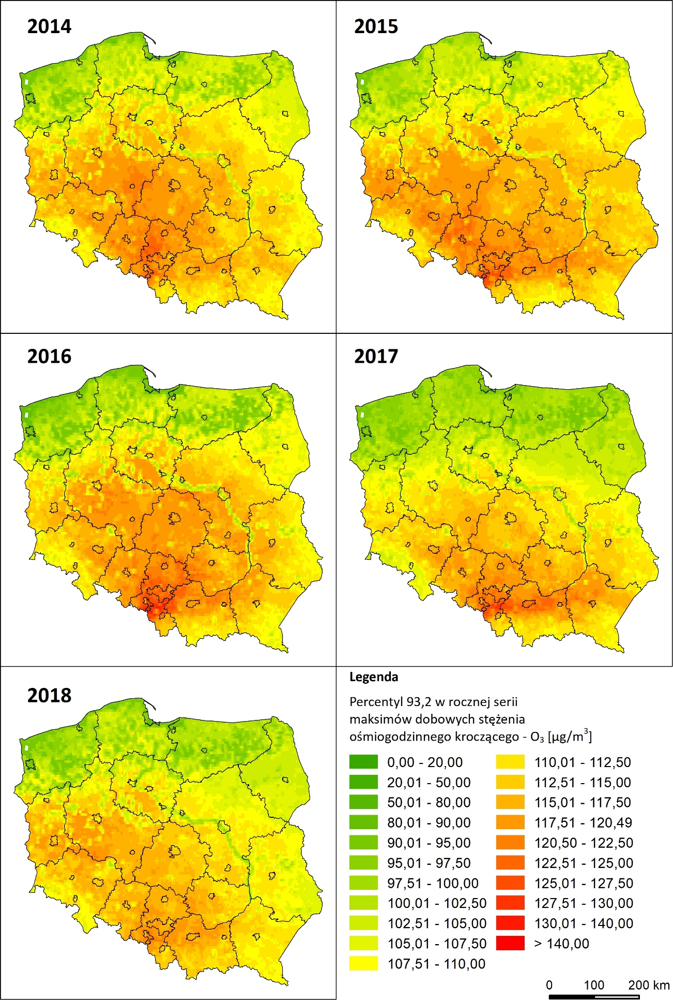 2014
2015
2016
2017
2018
Legenda
Percentyl 93,2 w rocznej serii
maksimów dobowych stężenia
ośmiogodzinnego kroczącego - O₃ [µg/m³]
0,00 - 20,00
20,01 - 50,00
50,01 - 80,00
80,01 - 90,00
90,01 - 95,00
95,01 - 97,50
97,51 - 100,00
100,01 - 102,50
102,51 - 105,00
105,01 - 107,50
107,51 - 110,00
110,01 - 112,50
112,51 - 115,00
115,01 - 117,50
117,51 - 120,49
120,50 - 122,50
122,51 - 125,00
125,01 - 127,50
127,51 - 130,00
130,01 - 140,00
> 140,00
0 100 200 km